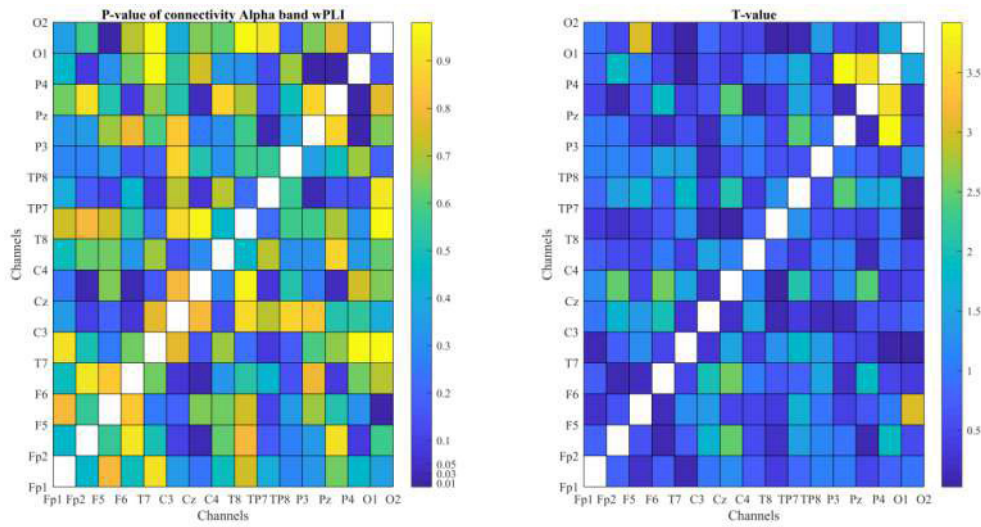 P-value of connectivity Alpha band wPLI
O2
O1
P4
Pz
P3
TP8
TP7
T8
C4
Cz
C3
T7
F6
F5
Fp2
Fp1
Channels
Fp1 Fp2 F5 F6 T7 C3 Cz C4 T8 TP7 TP8 P3 Pz P4 O1 O2
Channels
0.9
0.8
0.7
0.6
0.5
0.4
0.3
0.2
0.1
0.05
0.03
0.01
T-value
O2
O1
P4
Pz
P3
TP8
TP7
T8
C4
Cz
C3
T7
F6
F5
Fp2
Fp1
Channels
Fp1 Fp2 F5 F6 T7 C3 Cz C4 T8 TP7 TP8 P3 Pz P4 O1 O2
Channels
3.5
3
2.5
2
1.5
1
0.5